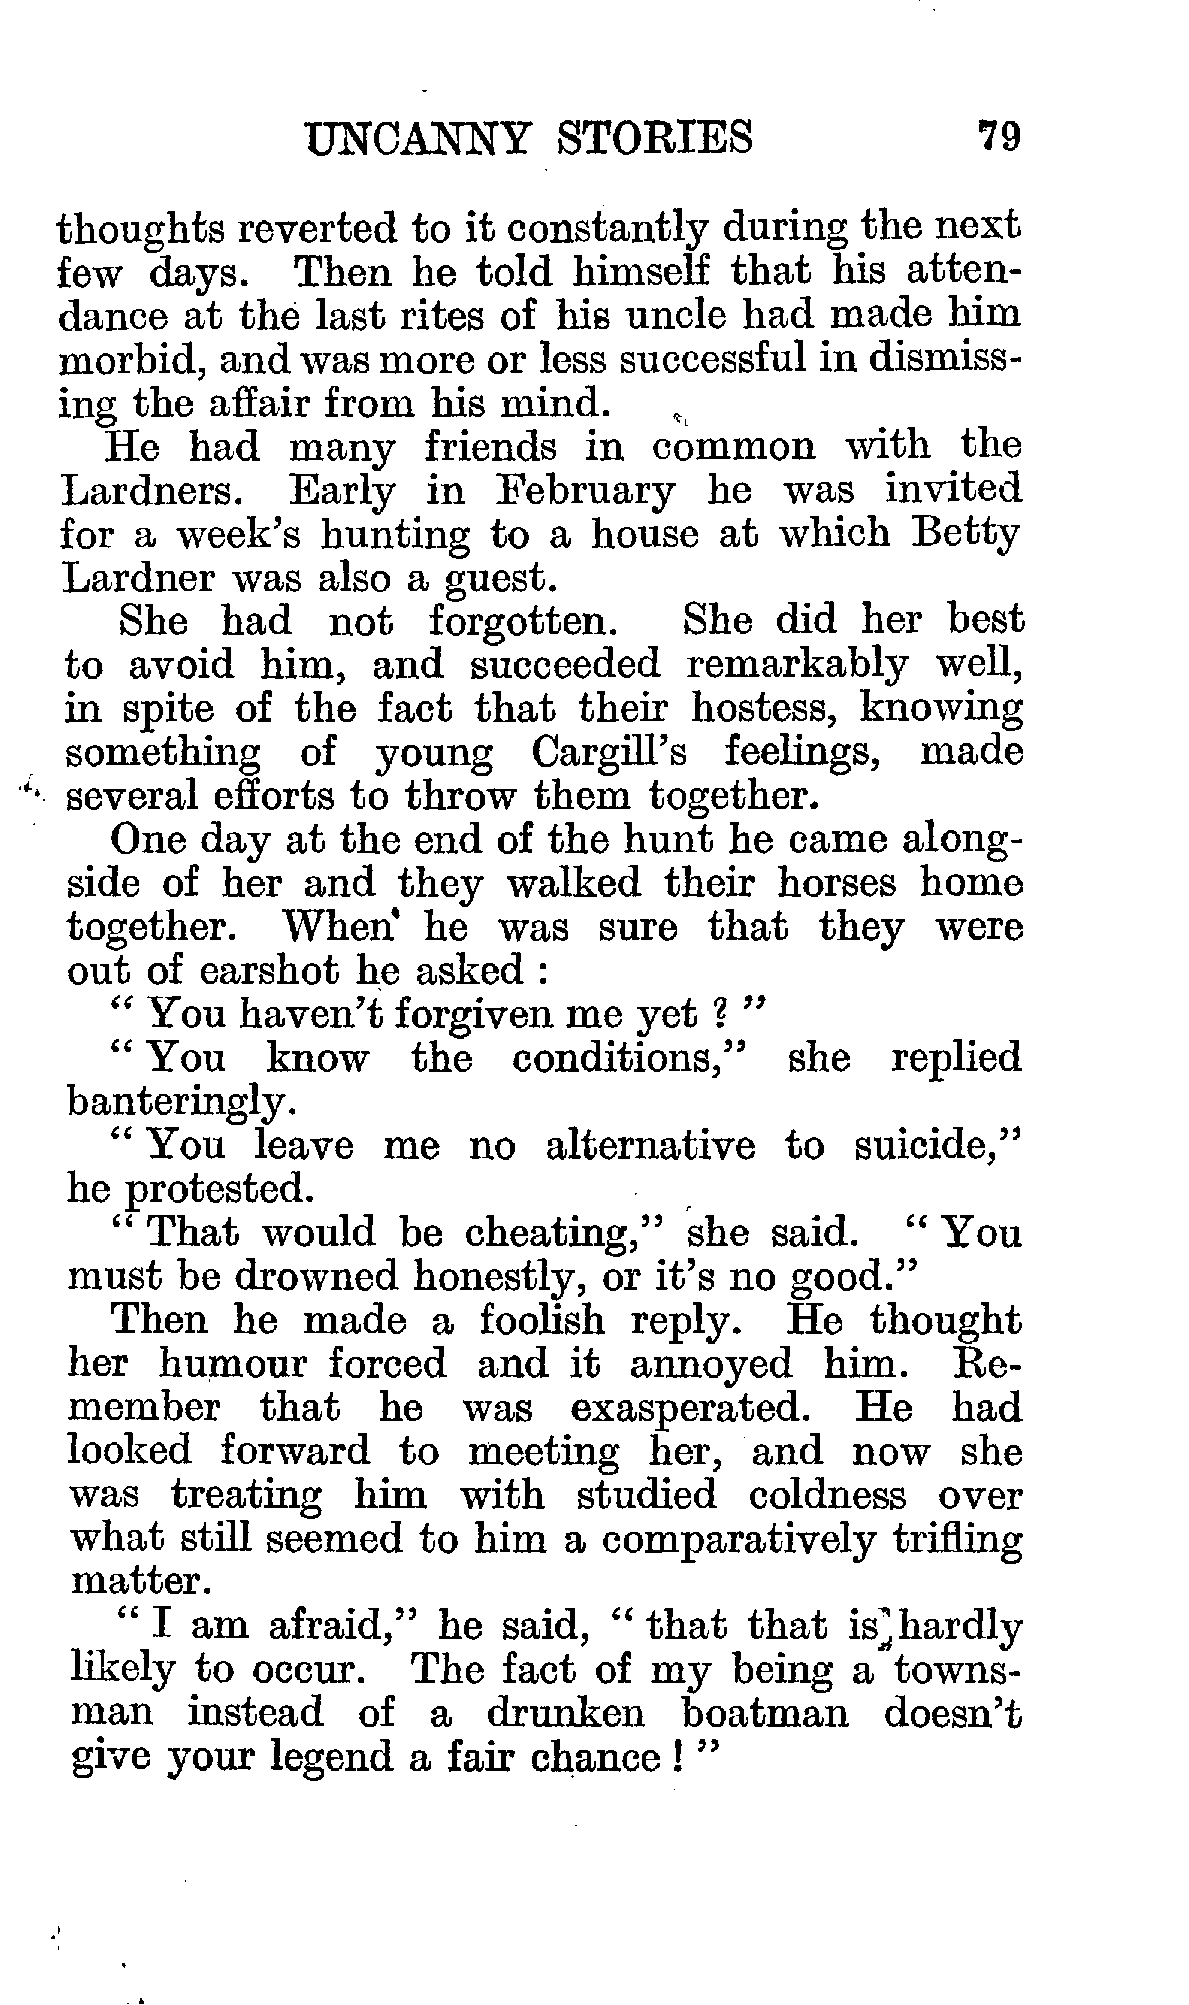 UNCANNY STORIES 79
thoughts reverted to it constantly during the next
few days. Then he told himself that his atten-
dance at the last rites of his uncle had made him
morbid, and was more or less successful in dismiss-
ing the affair from his mind.
He had many friends in common with the
Lardners. Early in February he was invited
for a week's hunting to a house at which Betty
Lardner was also a guest.
She had not forgotten. She did her best
to avoid him, and succeeded remarkably well,
in spite of the fact that their hostess, knowing
something of young Cargill's feelings, made
several efforts to throw them together.
One day at the end of the hunt he came along-
side of her and they walked their horses home
together. When he was sure that they were
out of earshot he asked :
“ You haven't forgiven me yet ? ”
“ You know the conditions,” she replied
banteringly.
“ You leave me no alternative to suicide,”
he protested.
“ That would be cheating,” she said. “ You
must be drowned honestly, or it's no good.”
Then he made a foolish reply. He thought
her humour forced and it annoyed him. Re-
member that he was exasperated. He had
looked forward to meeting her, and now she
was treating him with studied coldness over
what still seemed to him a comparatively trifling
matter.
“ I am afraid,” he said, “ that that is hardly
likely to occur. The fact of my being a towns-
man instead of a drunken boatman doesn't
give your legend a fair chance ! ”